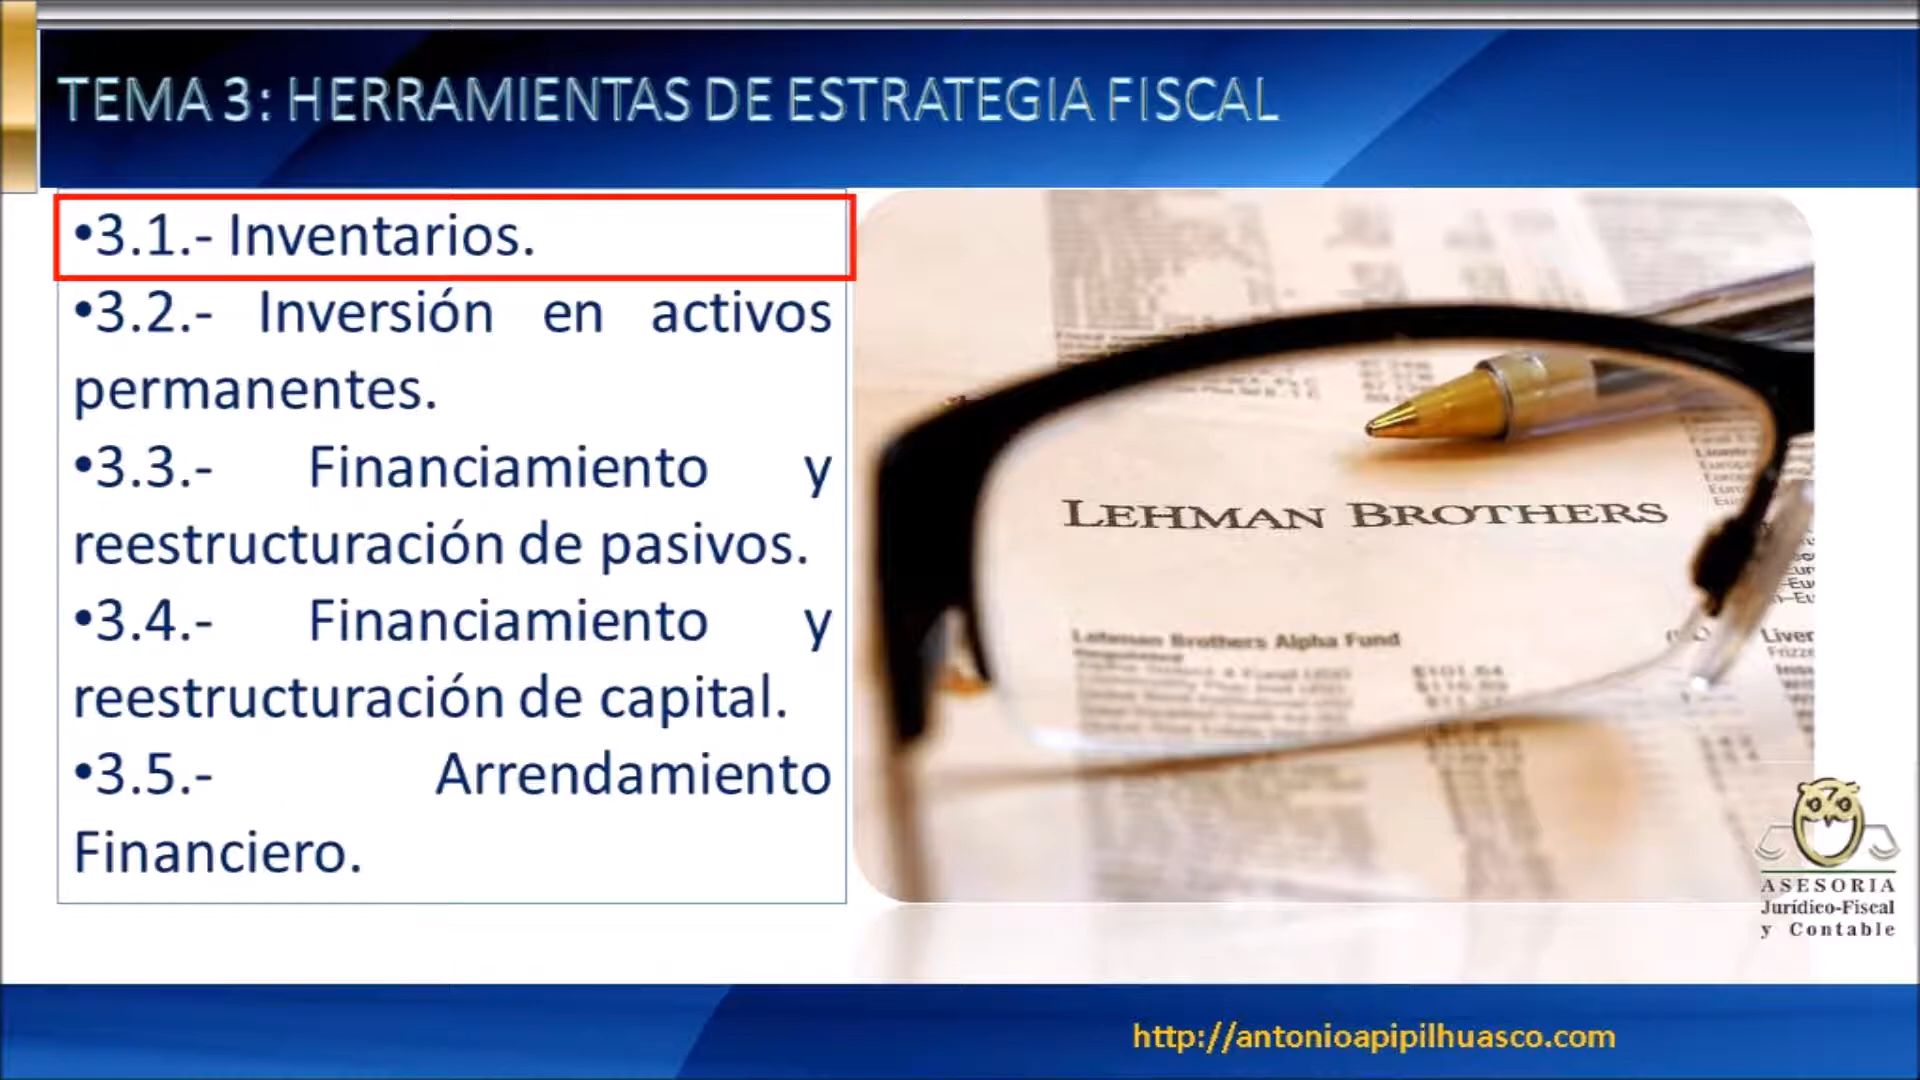 TEMA 3: HERRAMIENTAS DE ESTRATEGIA FISCAL
•3.1.- Inventarios.
•3.2.- Inversión en activos
permanentes.
•3.3.- Financiamiento y
reestructuración de pasivos.
•3.4.- Financiamiento y
reestructuración de capital.
•3.5.- Arrendamiento
Financiero.
LEHMAN BROTHERS
Lehman Brothers Alpha Fund
Liver
ASESORIA
Jurídico-Fiscal
y Contable
http://antonioapipilhuasco.com